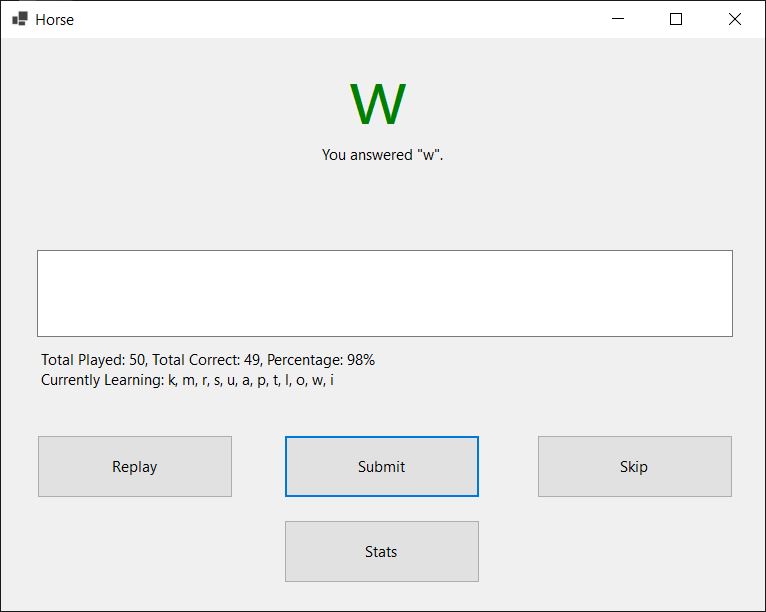 Horse
W
You answered "w".
Total Played: 50, Total Correct: 49, Percentage: 98%
Currently Learning: k, m, r, s, u, a, p, t, l, o, w, i
Replay
Submit
Skip
Stats